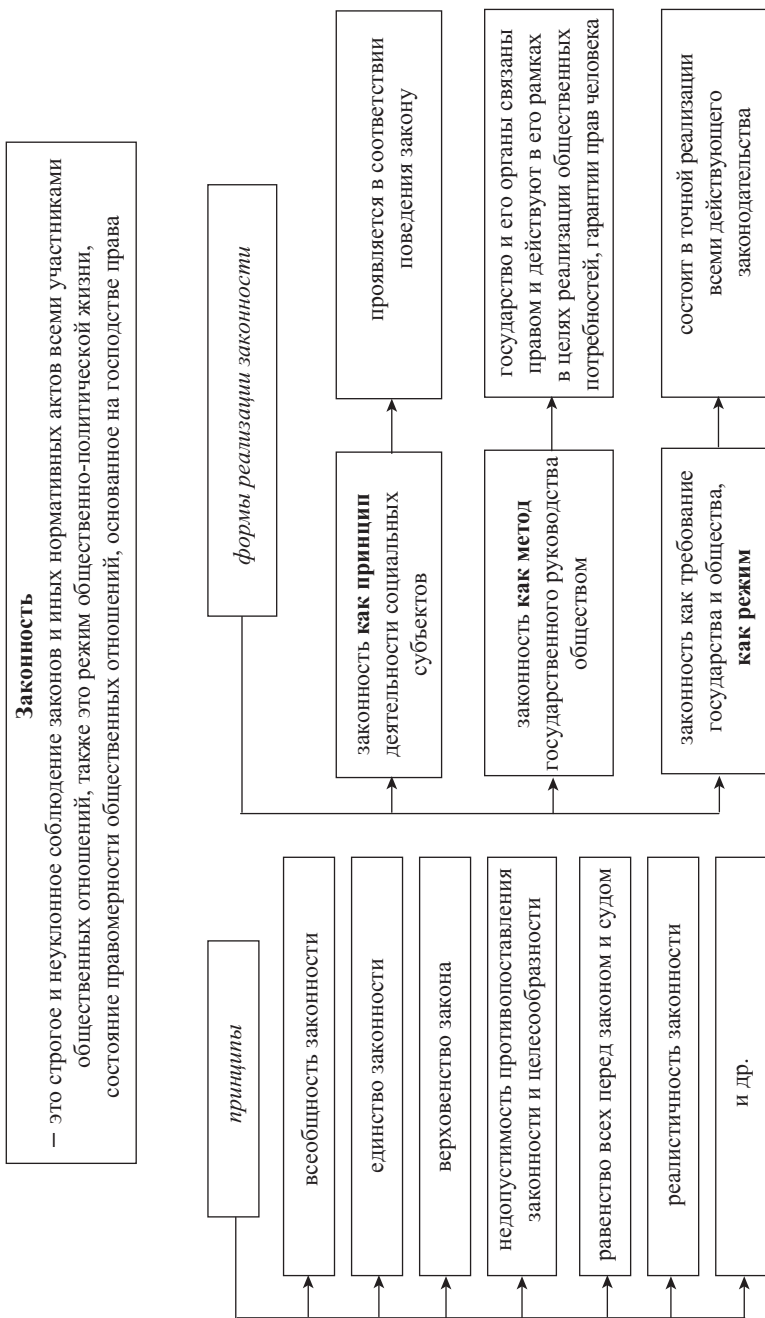 Законность
– это строгое и неуклонное соблюдение законов и иных нормативных актов всеми участниками
общественных отношений, также это режим общественно-политической жизни,
состояние правомерности общественных отношений, основанное на господстве права
принципы
всеобщность законности
единство законности
верховенство закона
недопустимость противопоставления
законности и целесообразности
равенство всех перед законом и судом
реалистичность законности
и др.
формы реализации законности
законность как принцип
деятельности социальных
субъектов
проявляется в соответствии
поведения закону
законность как метод
государственного руководства
обществом
государство и его органы связаны
правом и действуют в его рамках
в целях реализации общественных
потребностей, гарантии прав человека
законность как требование
государства и общества,
как режим
состоит в точной реализации
всеми действующего
законодательства